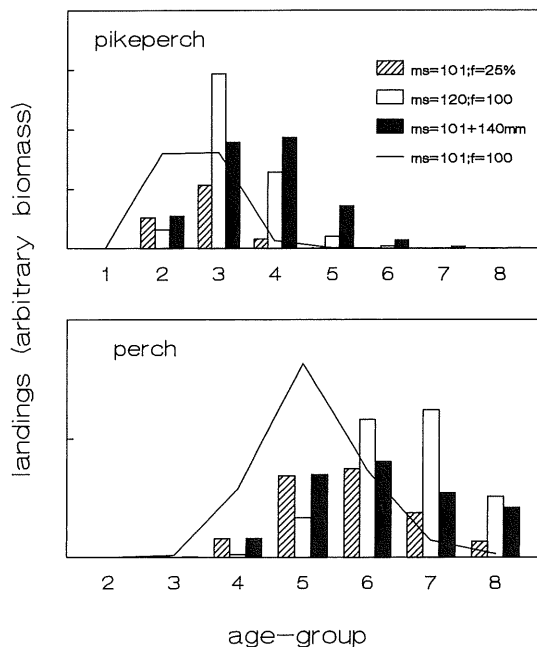 pikeperch
ms=101;f=25%
ms=120;f=100
ms=101+140mm
ms=101;f=100
1 2 3 4 5 6 7 8
landings (arbitrary biomass)
perch
2 3 4 5 6 7 8
age-group